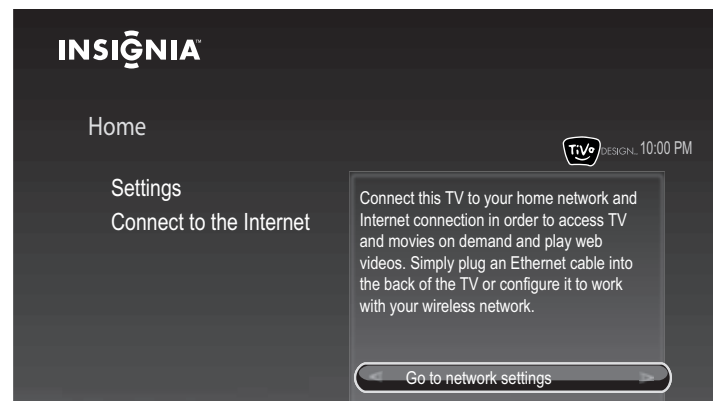 INSIGNIA™
Home
TiVo DESIGN™ 10:00 PM
Settings
Connect to the Internet
Connect this TV to your home network and
Internet connection in order to access TV
and movies on demand and play web
videos. Simply plug an Ethernet cable into
the back of the TV or configure it to work
with your wireless network.
Go to network settings